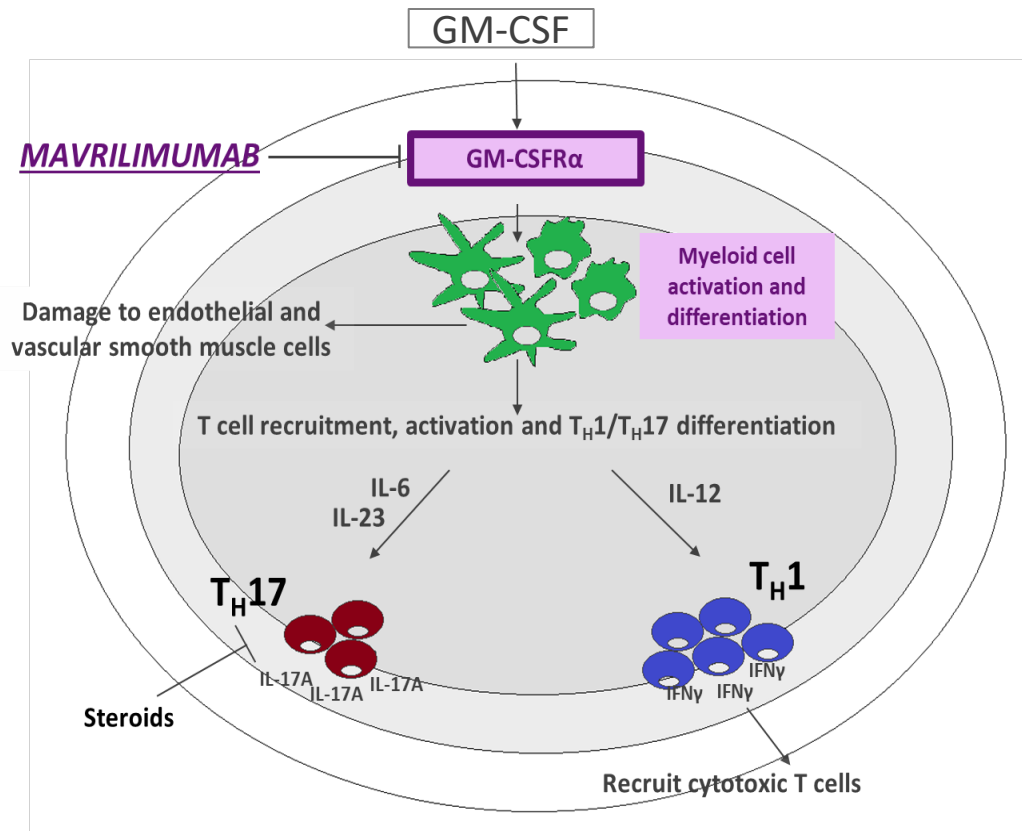 GM-CSF
MAVRILIMUMAB
GM-CSFRα
Myeloid cell
activation and
differentiation
Damage to endothelial and
vascular smooth muscle cells
T cell recruitment, activation and TH1/TH17 differentiation
IL-6
IL-23
IL-12
TH17
TH1
IL-17A
IL-17A
IL-17A
IFNγ
IFNγ
IFNγ
Steroids
Recruit cytotoxic T cells